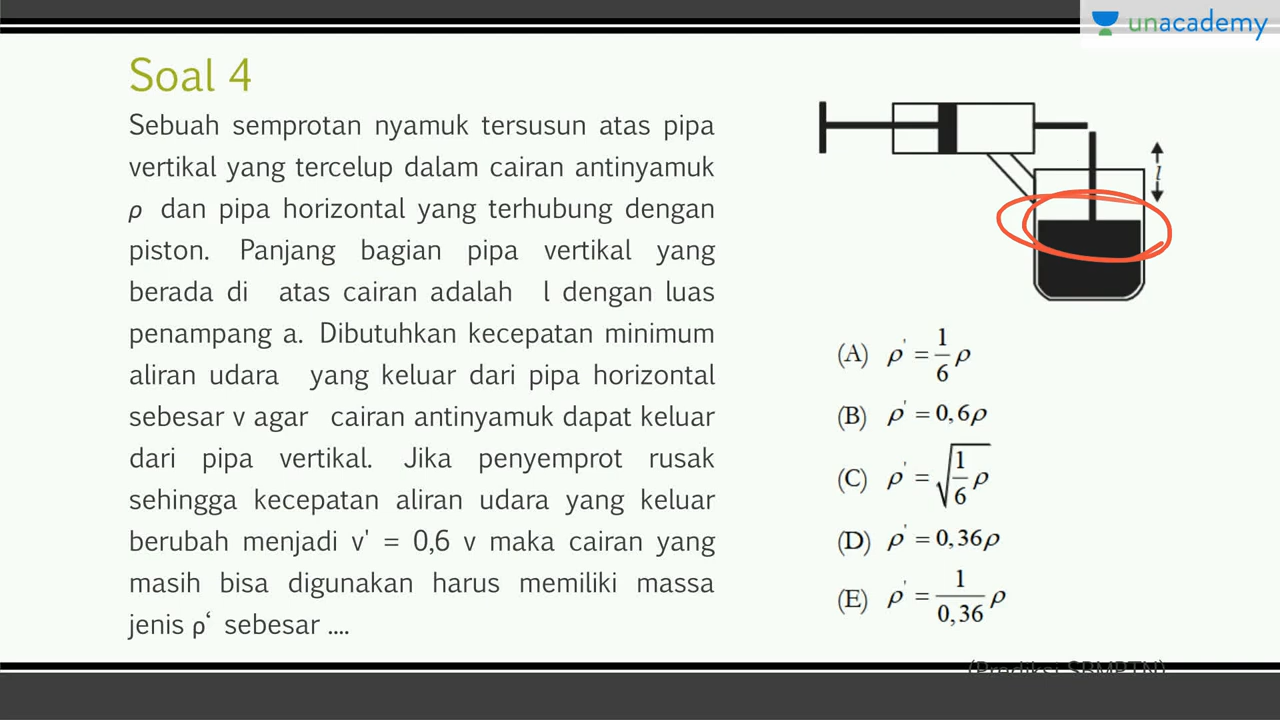 unacademy
Soal 4
Sebuah semprotan nyamuk tersusun atas pipa
vertikal yang tercelup dalam cairan antinyamuk
ρ dan pipa horizontal yang terhubung dengan
piston. Panjang bagian pipa vertikal yang
berada di atas cairan adalah l dengan luas
penampang a. Dibutuhkan kecepatan minimum
aliran udara yang keluar dari pipa horizontal
sebesar v agar cairan antinyamuk dapat keluar
dari pipa vertikal. Jika penyemprot rusak
sehingga kecepatan aliran udara yang keluar
berubah menjadi v' = 0,6 v maka cairan yang
masih bisa digunakan harus memiliki massa
jenis ρ‘ sebesar ....
l
(A) ρ' = 1/6 ρ
(B) ρ' = 0,6ρ
(C) ρ' = √(1/6 ρ)
(D) ρ' = 0,36ρ
(E) ρ' = 1/0,36 ρ
(Prediksi SBMPTN)